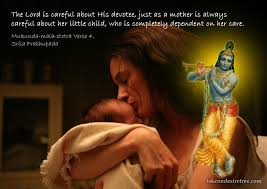 The Lord is careful about His devotee, just as a mother is always
careful about her little child, who is completely dependent on her care.
Mukunda-mala-stotra Verse 4,
Srila Prabhupada
iskcondesiretree.com